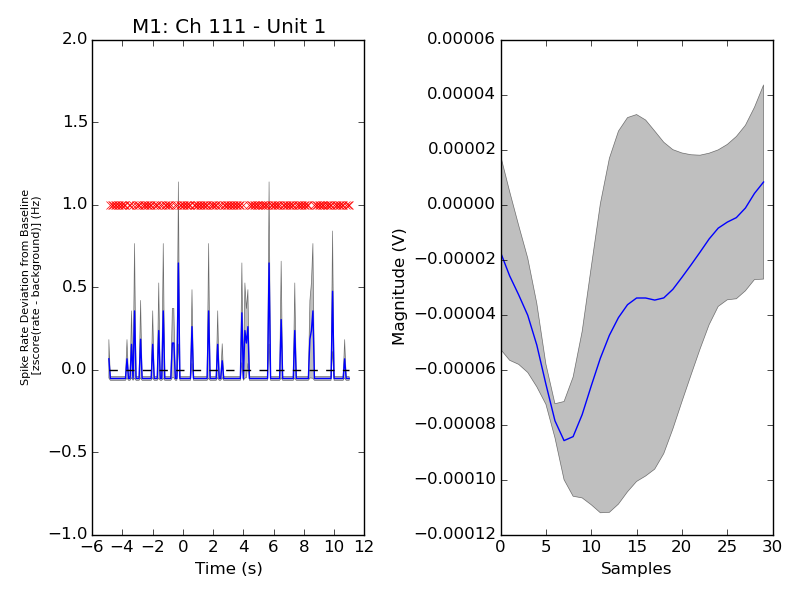 M1: Ch 111 - Unit 1
2.0
1.5
1.0
0.5
0.0
−0.5
−1.0
−6 −4 −2 0 2 4 6 8 10 12
Time (s)
Spike Rate Deviation from Baseline
[zscore(rate - background)] (Hz)
0.00006
0.00004
0.00002
0.00000
−0.00002
−0.00004
−0.00006
−0.00008
−0.00010
−0.00012
0 5 10 15 20 25 30
Samples
Magnitude (V)